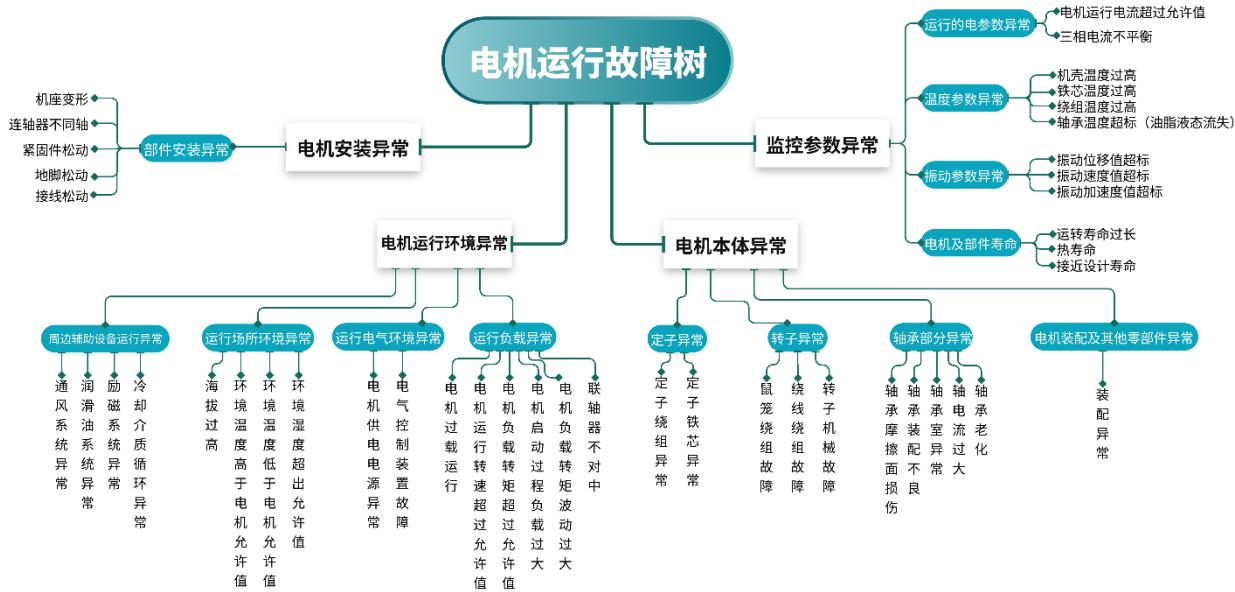 电机运行故障树
电机安装异常
部件安装异常
机座变形
连轴器不同轴
紧固件松动
地脚松动
接线松动
监控参数异常
运行的电参数异常
电机运行电流超过允许值
三相电流不平衡
温度参数异常
机壳温度过高
铁芯温度过高
绕组温度过高
轴承温度超标（油脂液态流失）
振动参数异常
振动位移值超标
振动速度值超标
振动加速度值超标
电机及部件寿命
运转寿命过长
热寿命
接近设计寿命
电机运行环境异常
周边辅助设备运行异常
通风系统异常
润滑油系统异常
励磁系统异常
冷却介质循环异常
运行场所环境异常
海拔过高
环境温度高于电机允许值
环境温度低于电机允许值
环境湿度超出允许值
运行电气环境异常
电机供电电源异常
电气控制装置故障
运行负载异常
电机过载运行
电机运行转速超过允许值
电机负载转矩超过允许值
电机启动过程负载过大
电机负载转矩波动过大
联轴器不对中
电机本体异常
定子异常
定子绕组异常
定子铁芯异常
转子异常
鼠笼绕组故障
绕线绕组故障
转子机械故障
轴承部分异常
轴承摩擦面损伤
轴承装配不良
轴承室异常
轴电流过大
轴承老化
电机装配及其他零部件异常
装配异常